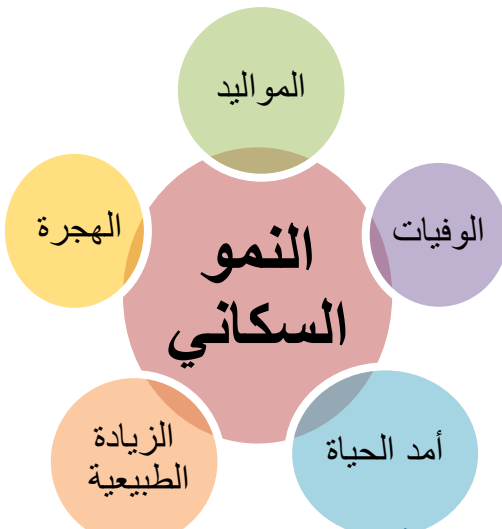 المواليد
الهجرة
الوفيات
النمو
السكاني
الزيادة
الطبيعية
أمد الحياة